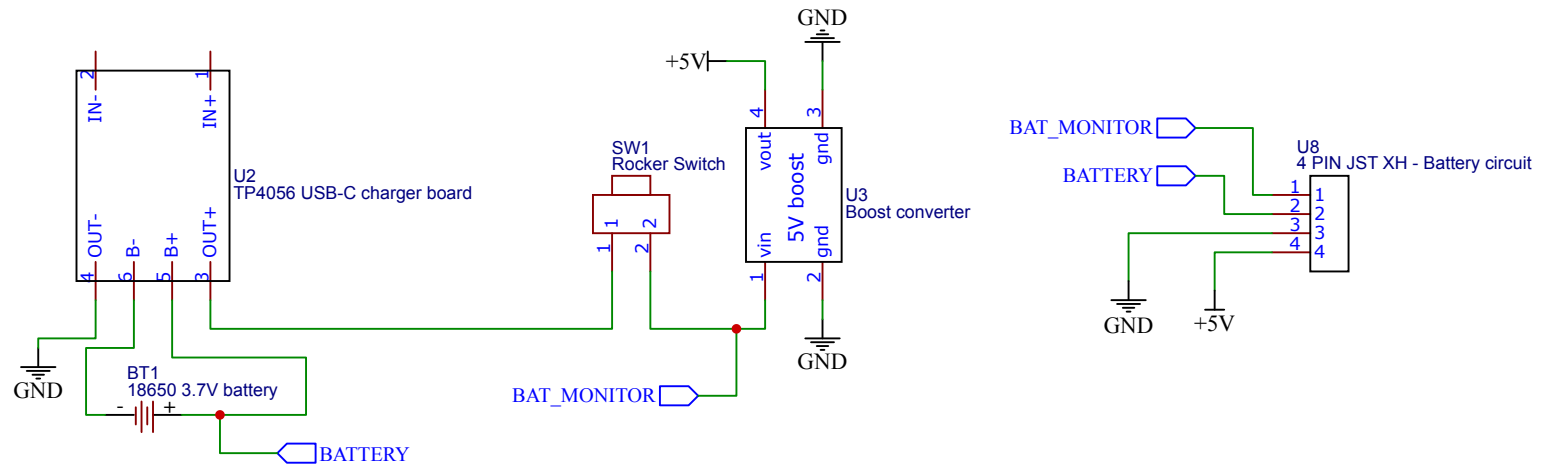 2
IN-
1
IN+
U2
TP4056 USB-C charger board
OUT-
4
B-
6
B+
5
OUT+
3
GND
BT1
18650 3.7V battery
- +
BATTERY
SW1
Rocker Switch
1 2
1 2
BAT_MONITOR
+5V
GND
4 3
vout gnd
5V boost
U3
Boost converter
vin gnd
1 2
GND
BAT_MONITOR
BATTERY
U8
4 PIN JST XH - Battery circuit
1 1
2 2
3 3
4 4
GND
+5V